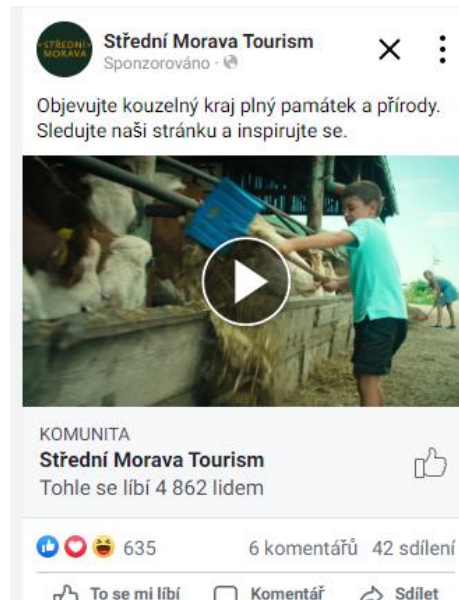 STŘEDNÍ
MORAVA
Střední Morava Tourism
Sponzorováno ·
Objevujte kouzelný kraj plný památek a přírody.
Sledujte naši stránku a inspirujte se.
KOMUNITA
Střední Morava Tourism
Tohle se líbí 4 862 lidem
635 6 komentářů 42 sdílení
To se mi líbí Komentář Sdílet